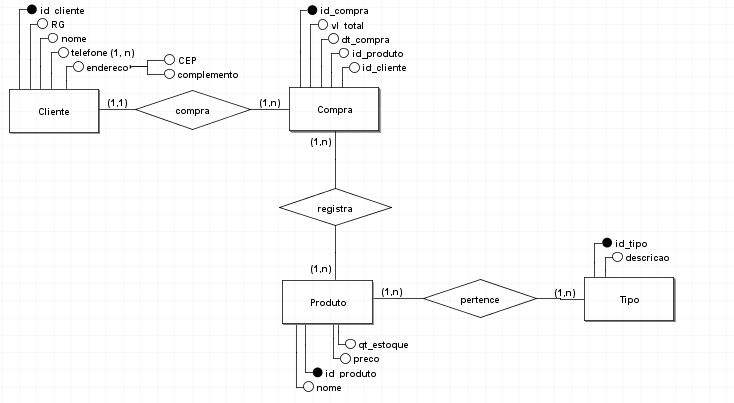 id_cliente
RG
nome
telefone (1, n)
endereco
CEP
complemento
Cliente
(1,1)
compra
(1,n)
id_compra
vl_total
dt_compra
id_produto
id_cliente
Compra
(1,n)
registra
(1,n)
Produto
(1,n)
pertence
(1,n)
id_tipo
descricao
Tipo
qt_estoque
preco
id_produto
nome